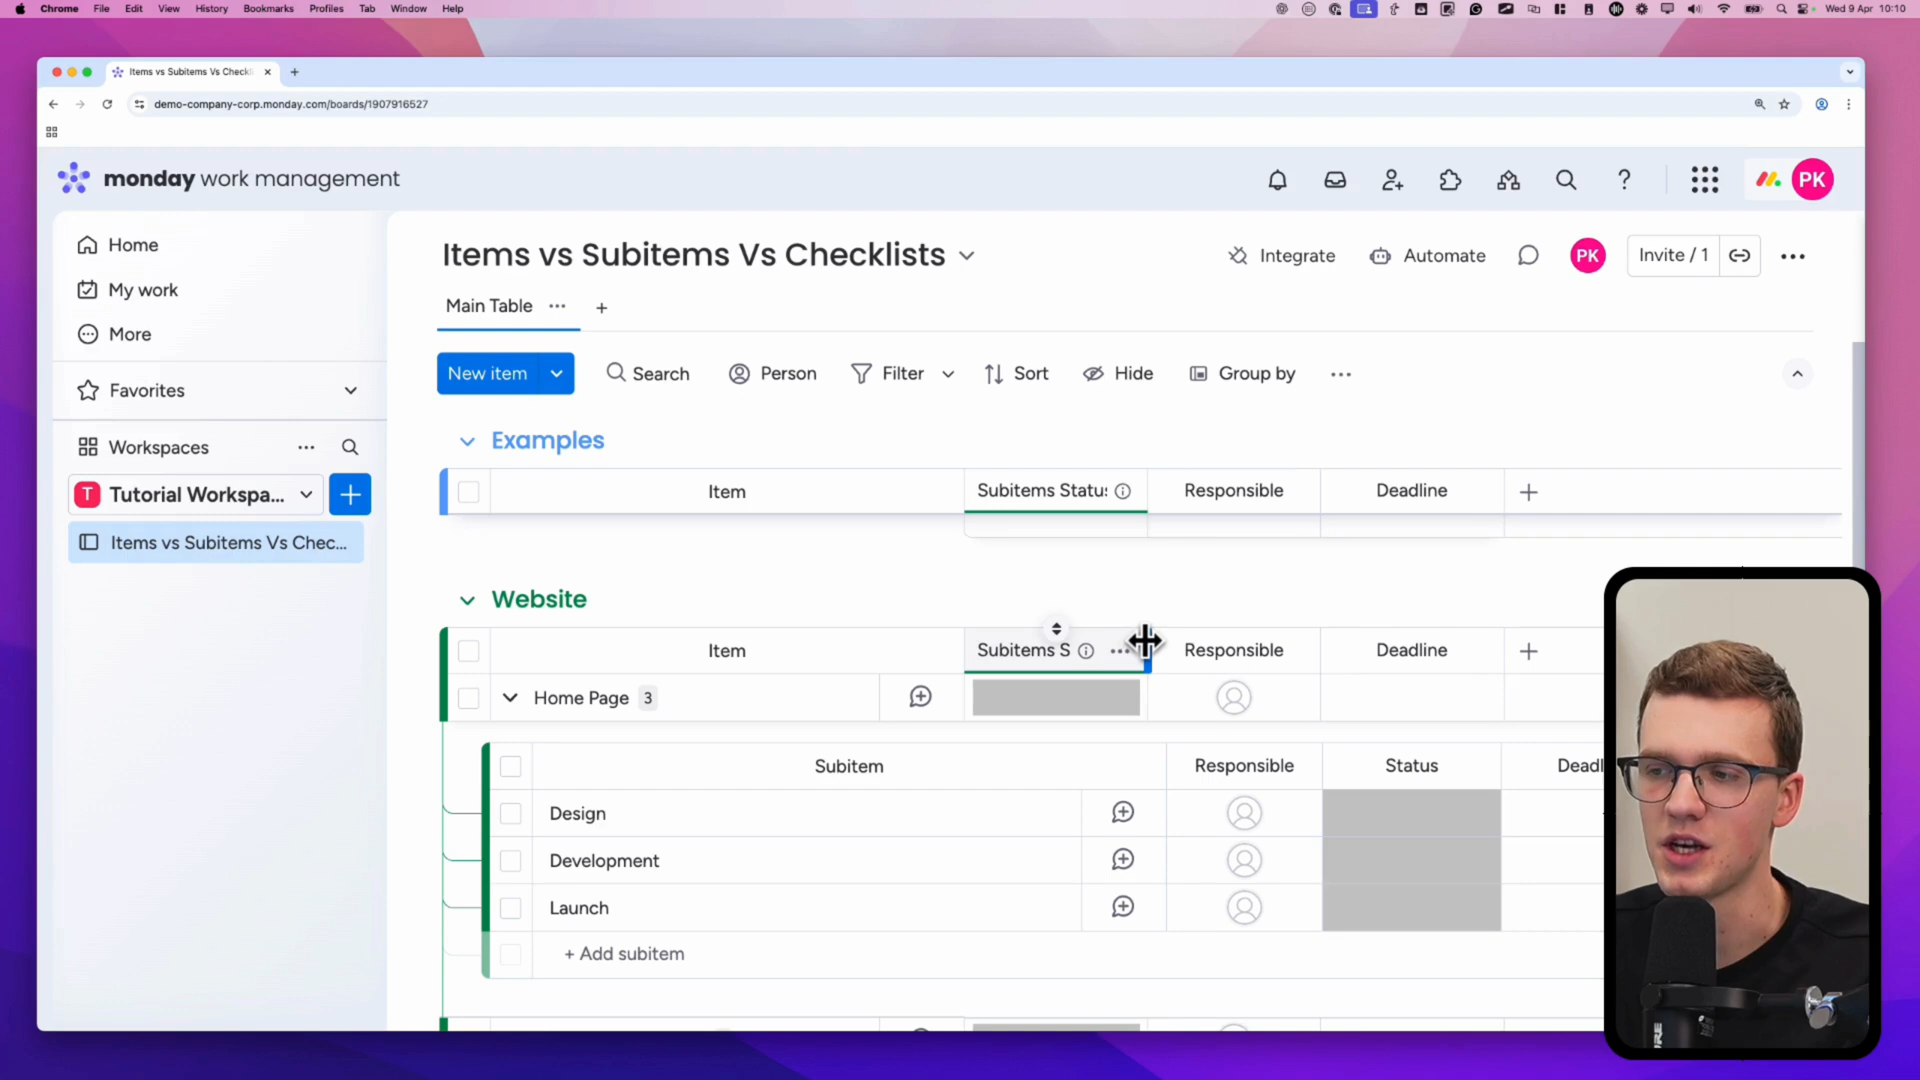 Chrome File Edit View History Bookmarks Profiles Tab Window Help Wed 9 Apr 10:10
Items vs Subitems Vs Checkli
demo-company-corp.monday.com/boards/1907916527
monday work management PK
Home
My work
More
Favorites
Workspaces
T Tutorial Workspa...
Items vs Subitems Vs Chec...
Items vs Subitems Vs Checklists Integrate Automate PK Invite / 1
Main Table
New item Search Person Filter Sort Hide Group by
Examples
Item Subitems Statu: Responsible Deadline
Website
Item Subitems S Responsible Deadline
Home Page 3
Subitem Responsible Status Deadl
Design
Development
Launch
+ Add subitem